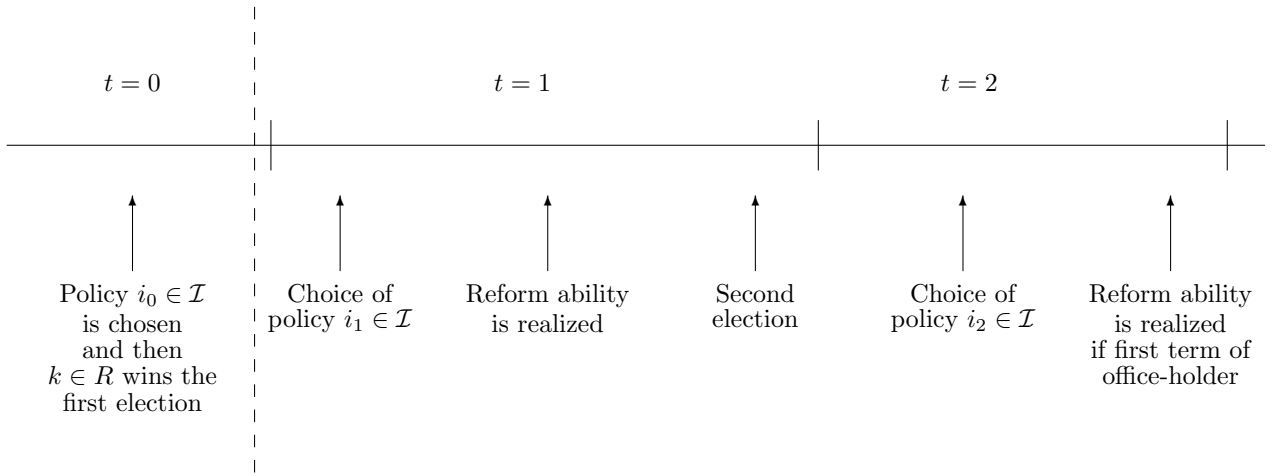 t = 0
t = 1
t = 2
Policy i₀ ∈ 𝓘
is chosen
and then
k ∈ R wins the
first election
Choice of
policy i₁ ∈ 𝓘
Reform ability
is realized
Second
election
Choice of
policy i₂ ∈ 𝓘
Reform ability
is realized
if first term of
office-holder